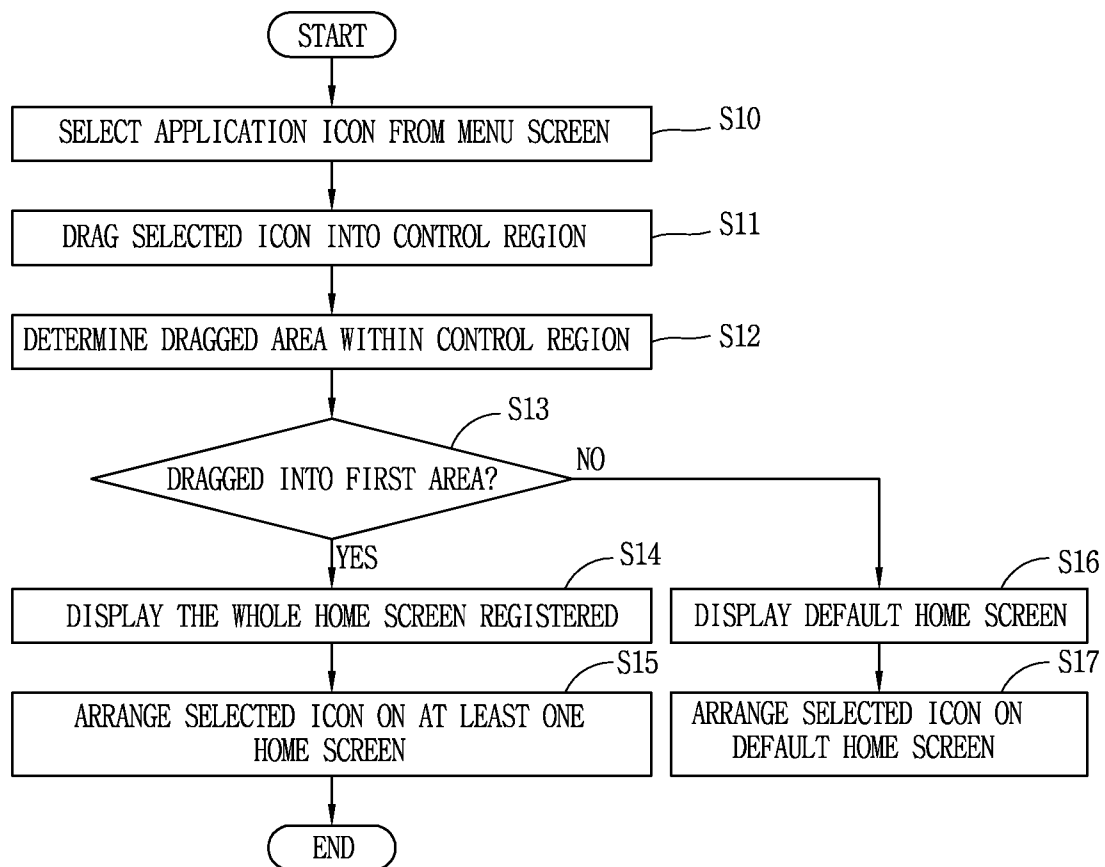 START
SELECT APPLICATION ICON FROM MENU SCREEN
S10
DRAG SELECTED ICON INTO CONTROL REGION
S11
DETERMINE DRAGGED AREA WITHIN CONTROL REGION
S12
S13
DRAGGED INTO FIRST AREA?
NO
YES
S14
DISPLAY THE WHOLE HOME SCREEN REGISTERED
S16
DISPLAY DEFAULT HOME SCREEN
S15
ARRANGE SELECTED ICON ON AT LEAST ONE
HOME SCREEN
S17
ARRANGE SELECTED ICON ON
DEFAULT HOME SCREEN
END